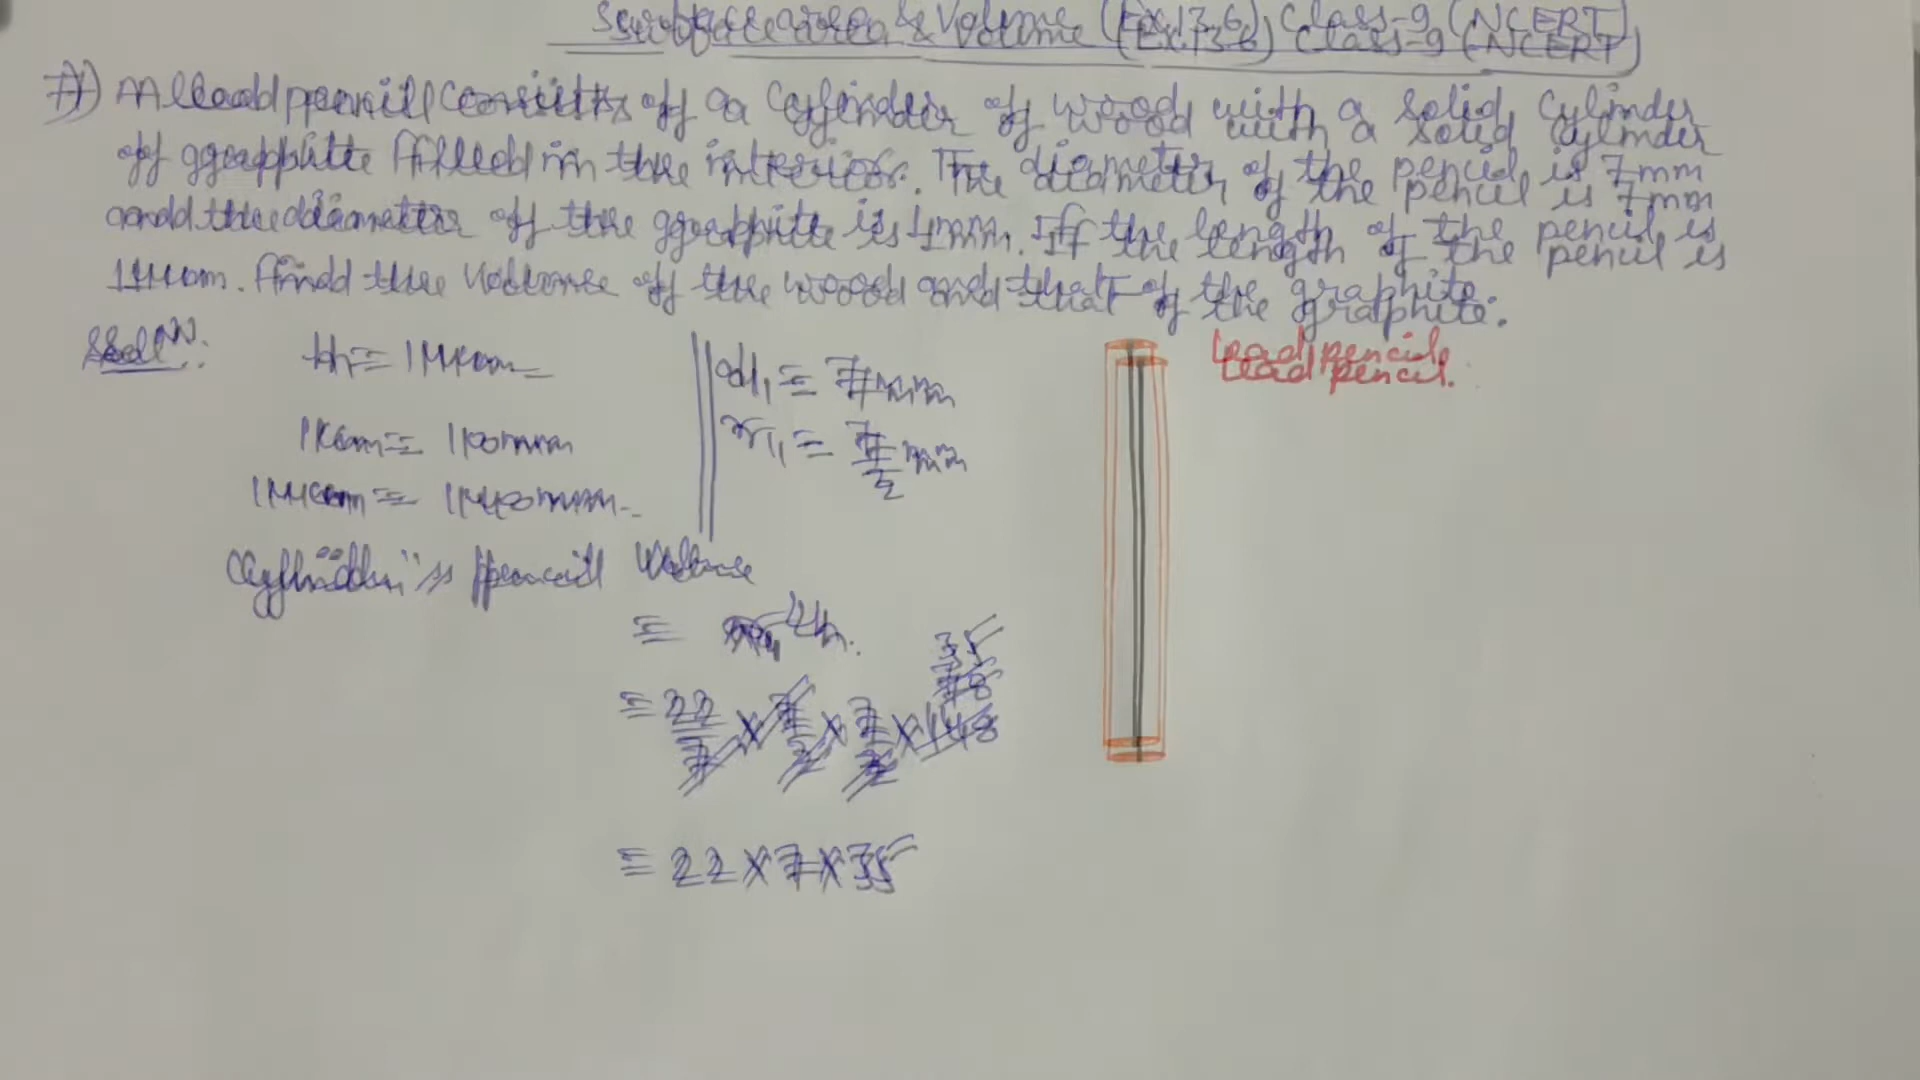 Surface area & Volume (Ex. 13.6) Class-9 (NCERT)
7) A lead pencil consists of a Cylinder of wood with a solid Cylinder
of graphite filled in the interior. The diameter of the pencil is 7mm
and the diameter of the graphite is 1mm. If the length of the pencil is
14cm. find the Volume of the wood and that of the graphite.
Solⁿ:
h = 14cm
1cm = 10mm
14cm = 140mm.
d₁ = 7mm
r₁ = 7/2 mm
Lead pencil.
pencil Volume
= πr₁²h.
= 22/7 × 7/2 × 7/2 × 140
70
35
= 22 × 7 × 35